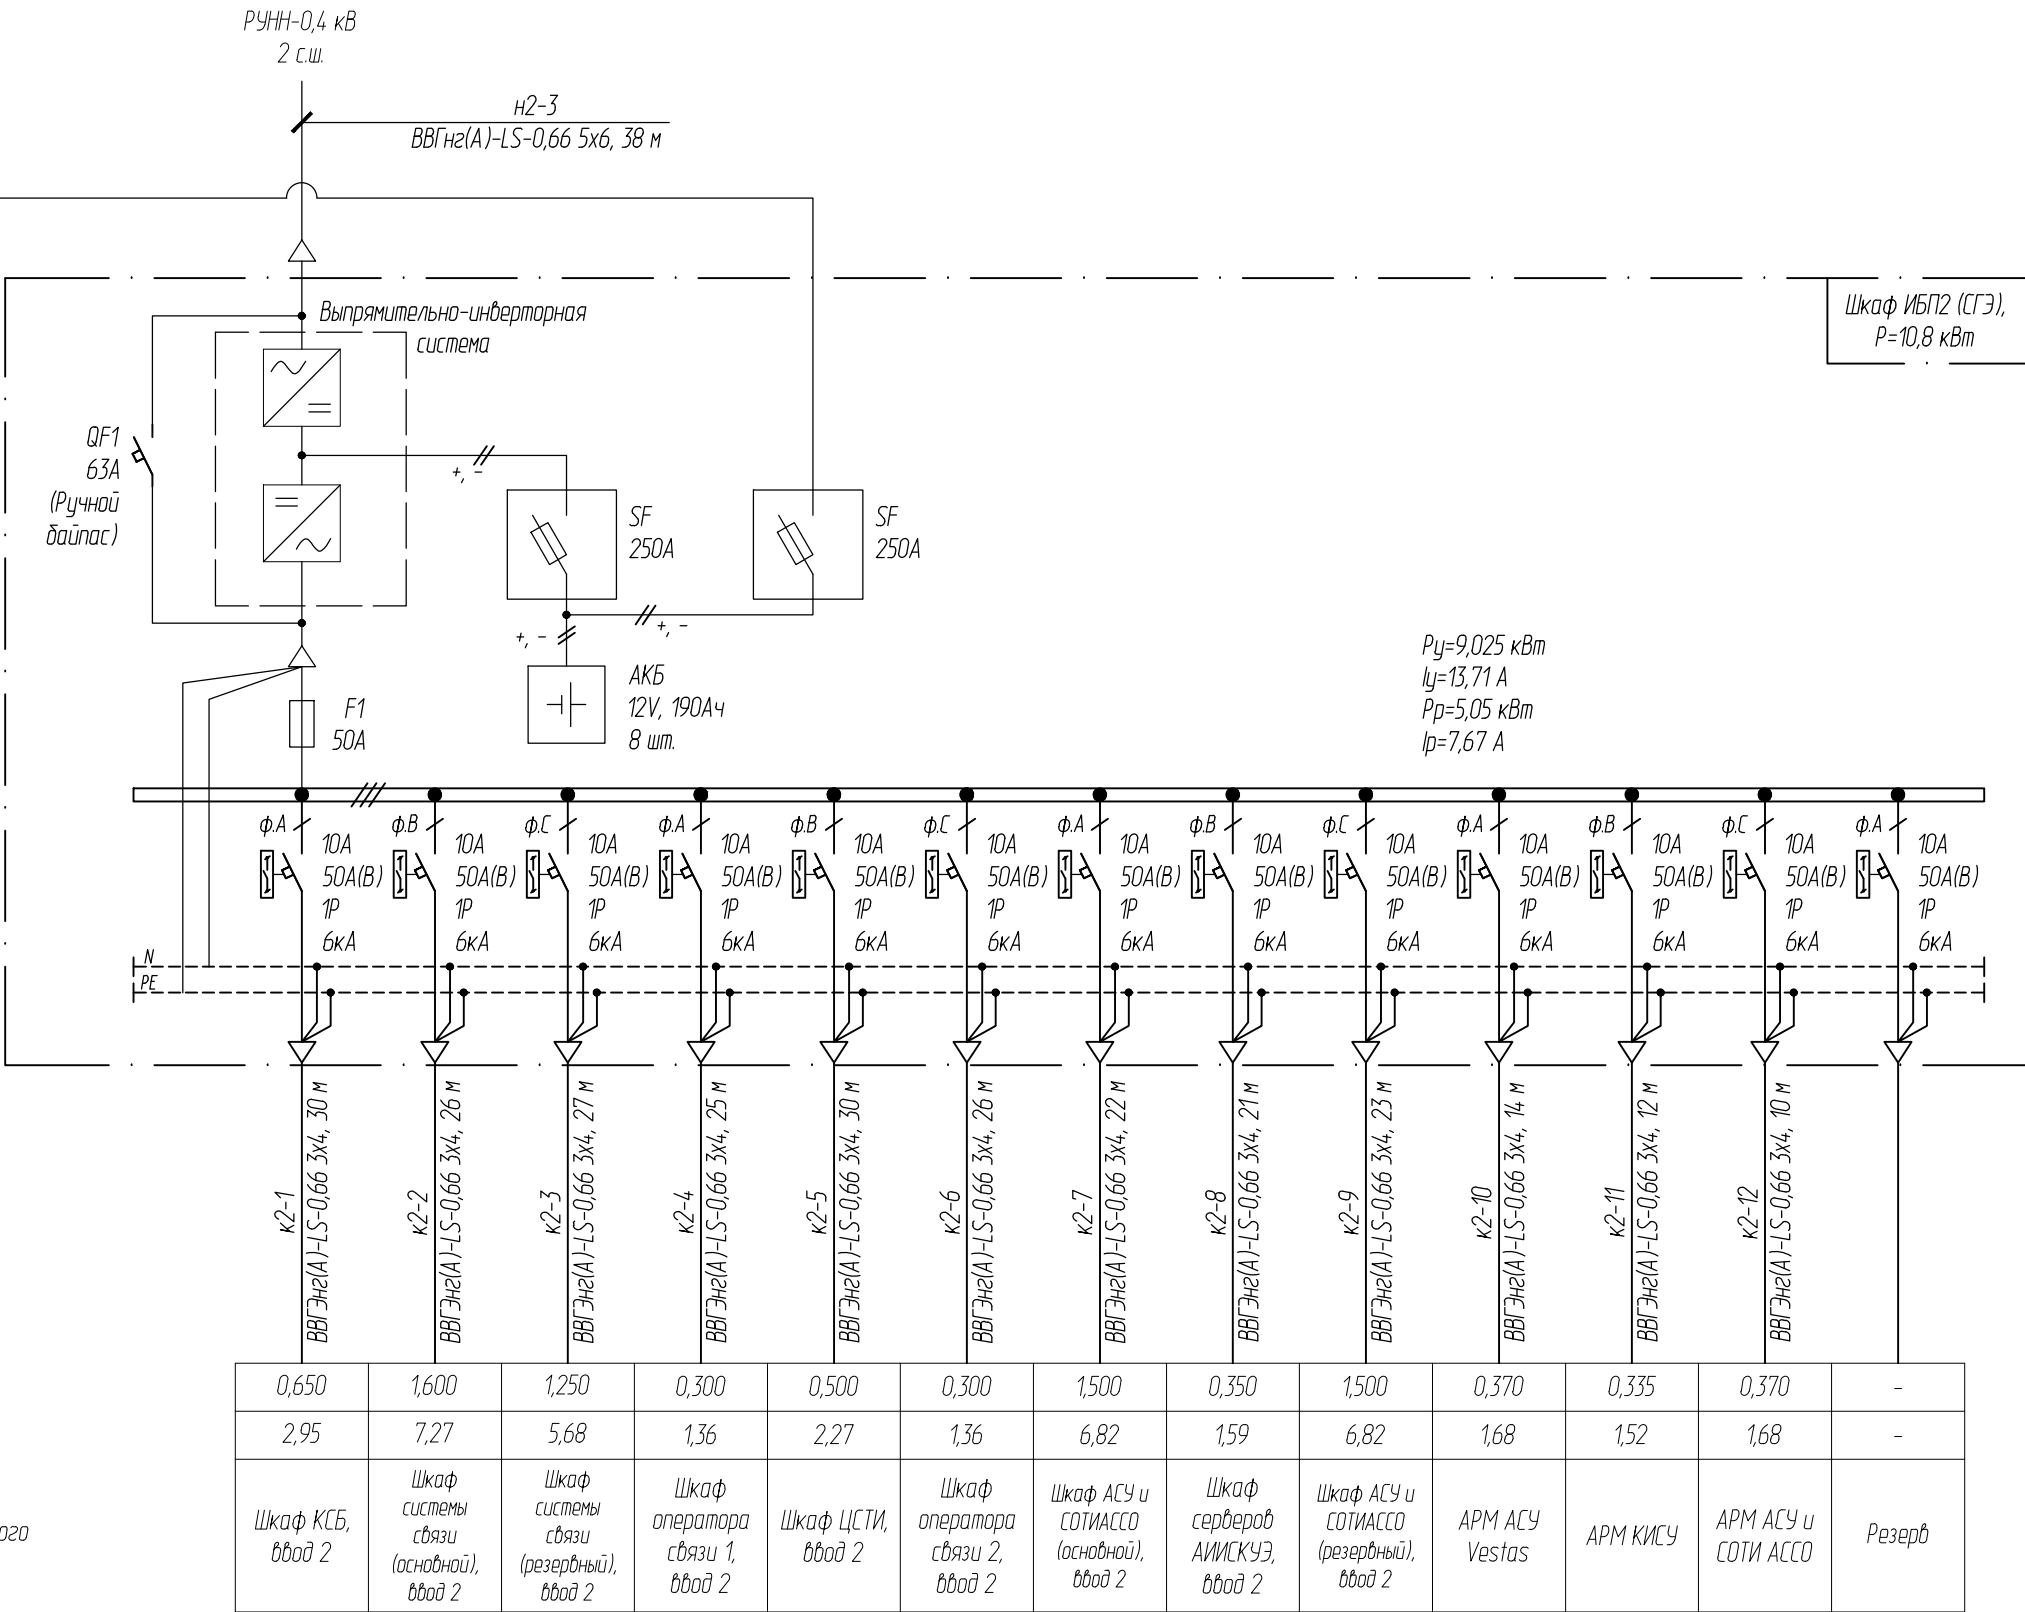 РУНН-0,4 кВ
2 с.ш.
н2-3
ВВГнг(А)-LS-0,66 5х6, 38 м
Шкаф ИБП2 (СГЭ),
Р=10,8 кВт
Выпрямительно-инверторная
система
QF1
63А
(Ручной
байпас)
+, -
SF
250А
SF
250А
+, -
+, -
АКБ
12V, 190Ач
8 шт.
F1
50А
Ру=9,025 кВт
Iу=13,71 А
Рр=5,05 кВт
Iр=7,67 А
ф.А
10А
50А(В)
1Р
6кА
ф.В
10А
50А(В)
1Р
6кА
ф.С
10А
50А(В)
1Р
6кА
ф.А
10А
50А(В)
1Р
6кА
ф.В
10А
50А(В)
1Р
6кА
ф.С
10А
50А(В)
1Р
6кА
ф.А
10А
50А(В)
1Р
6кА
ф.В
10А
50А(В)
1Р
6кА
ф.С
10А
50А(В)
1Р
6кА
ф.А
10А
50А(В)
1Р
6кА
ф.В
10А
50А(В)
1Р
6кА
ф.С
10А
50А(В)
1Р
6кА
ф.А
10А
50А(В)
1Р
6кА
N
PE
к2-1
ВВГЭнг(А)-LS-0,66 3х4, 30 м
к2-2
ВВГЭнг(А)-LS-0,66 3х4, 26 м
к2-3
ВВГЭнг(А)-LS-0,66 3х4, 27 м
к2-4
ВВГЭнг(А)-LS-0,66 3х4, 25 м
к2-5
ВВГЭнг(А)-LS-0,66 3х4, 30 м
к2-6
ВВГЭнг(А)-LS-0,66 3х4, 26 м
к2-7
ВВГЭнг(А)-LS-0,66 3х4, 22 м
к2-8
ВВГЭнг(А)-LS-0,66 3х4, 21 м
к2-9
ВВГЭнг(А)-LS-0,66 3х4, 23 м
к2-10
ВВГЭнг(А)-LS-0,66 3х4, 14 м
к2-11
ВВГЭнг(А)-LS-0,66 3х4, 12 м
к2-12
ВВГЭнг(А)-LS-0,66 3х4, 10 м
0,650 1,600 1,250 0,300 0,500 0,300 1,500 0,350 1,500 0,370 0,335 0,370 -
2,95 7,27 5,68 1,36 2,27 1,36 6,82 1,59 6,82 1,68 1,52 1,68 -
ого
Шкаф КСБ,
ввод 2
Шкаф
системы
связи
(основной),
ввод 2
Шкаф
системы
связи
(резервный),
ввод 2
Шкаф
оператора
связи 1,
ввод 2
Шкаф ЦСТИ,
ввод 2
Шкаф
оператора
связи 2,
ввод 2
Шкаф АСУ и
СОТИАССО
(основной),
ввод 2
Шкаф
серверов
АИИСКУЭ,
ввод 2
Шкаф АСУ и
СОТИАССО
(резервный),
ввод 2
АРМ АСУ
Vestas
АРМ КИСУ
АРМ АСУ и
СОТИ АССО
Резерв